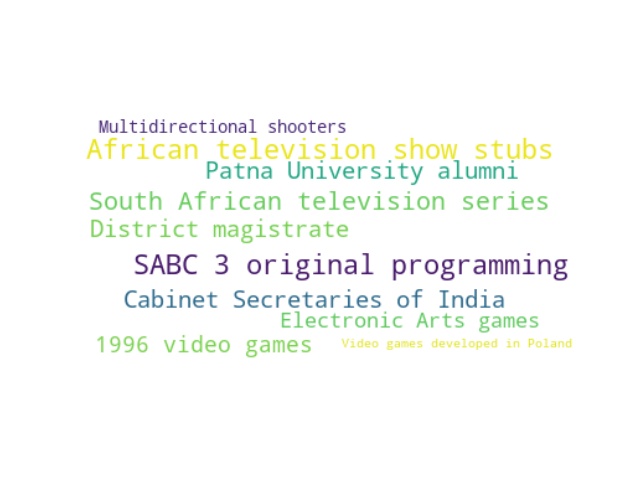 Multidirectional shooters
African television show stubs
Patna University alumni
South African television series
District magistrate
SABC 3 original programming
Cabinet Secretaries of India
Electronic Arts games
1996 video games
Video games developed in Poland